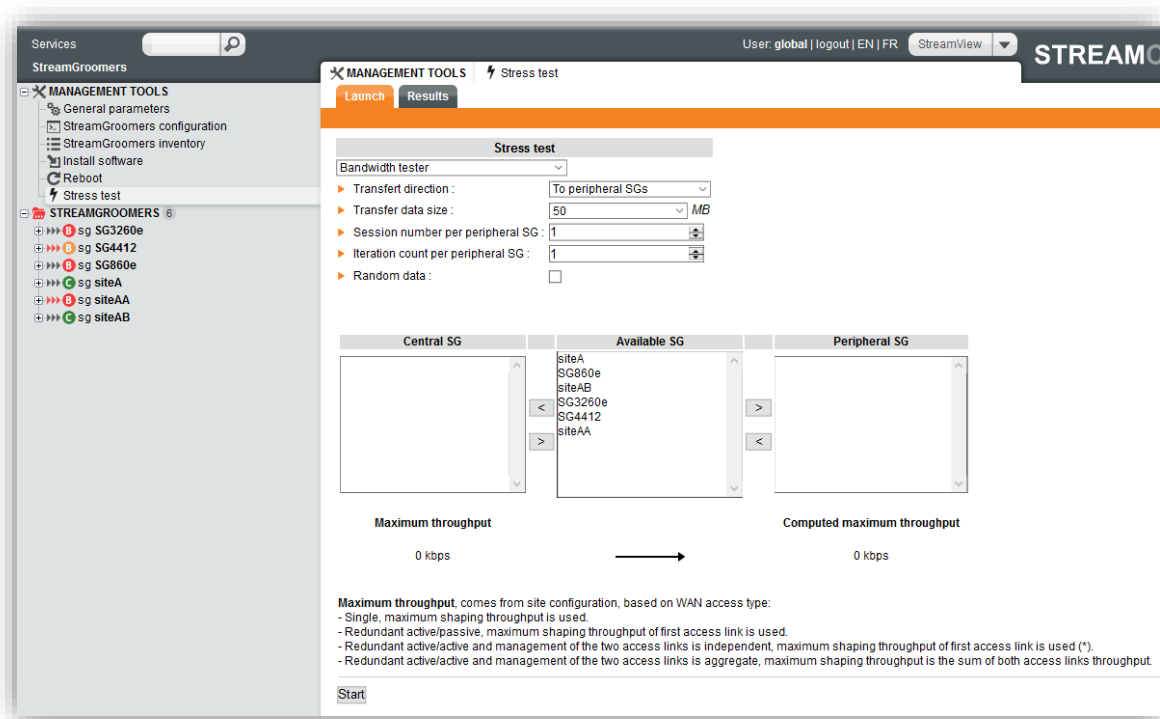 Services
User: global | logout | EN | FR
StreamView
STREAMC
StreamGroomers
MANAGEMENT TOOLS
General parameters
StreamGroomers configuration
StreamGroomers inventory
Install software
Reboot
Stress test
STREAMGROOMERS 6
B sg SG3260e
B sg SG4412
B sg SG860e
C sg siteA
B sg siteAA
C sg siteAB
MANAGEMENT TOOLS
Stress test
Launch
Results
Stress test
Bandwidth tester
Transfert direction : To peripheral SGs
Transfer data size : 50 MB
Session number per peripheral SG : 1
Iteration count per peripheral SG : 1
Random data :
Central SG
Available SG
Peripheral SG
siteA
SG860e
siteAB
SG3260e
SG4412
siteAA
< >
> <
Maximum throughput
Computed maximum throughput
0 kbps
0 kbps
Maximum throughput, comes from site configuration, based on WAN access type:
- Single, maximum shaping throughput is used.
- Redundant active/passive, maximum shaping throughput of first access link is used.
- Redundant active/active and management of the two access links is independent, maximum shaping throughput of first access link is used (*).
- Redundant active/active and management of the two access links is aggregate, maximum shaping throughput is the sum of both access links throughput.
Start